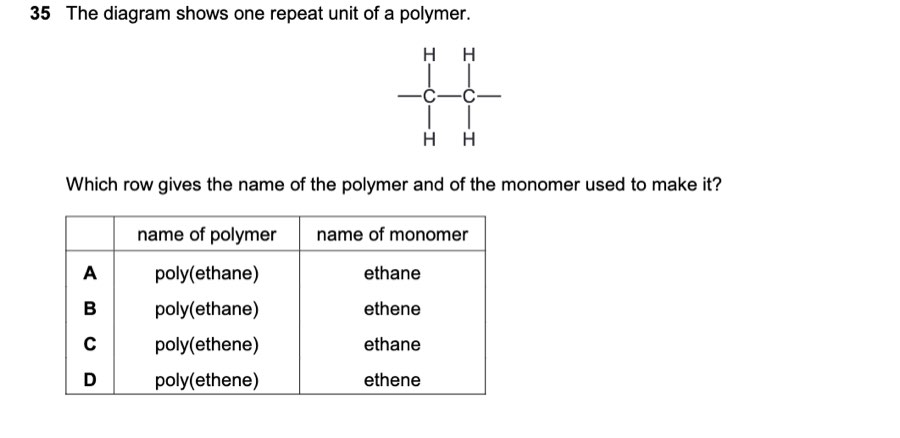 35 The diagram shows one repeat unit of a polymer.
H H
C C
H H
Which row gives the name of the polymer and of the monomer used to make it?
name of polymer name of monomer
A poly(ethane) ethane
B poly(ethane) ethene
C poly(ethene) ethane
D poly(ethene) ethene